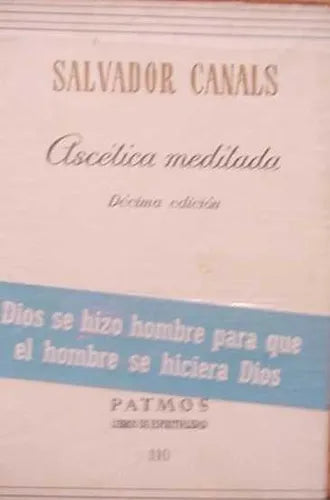 SALVADOR CANALS
Ascética meditada
Décima edición
Dios se hizo hombre para que
el hombre se hiciera Dios
PATMOS
LIBROS DE ESPIRITUALIDAD
110